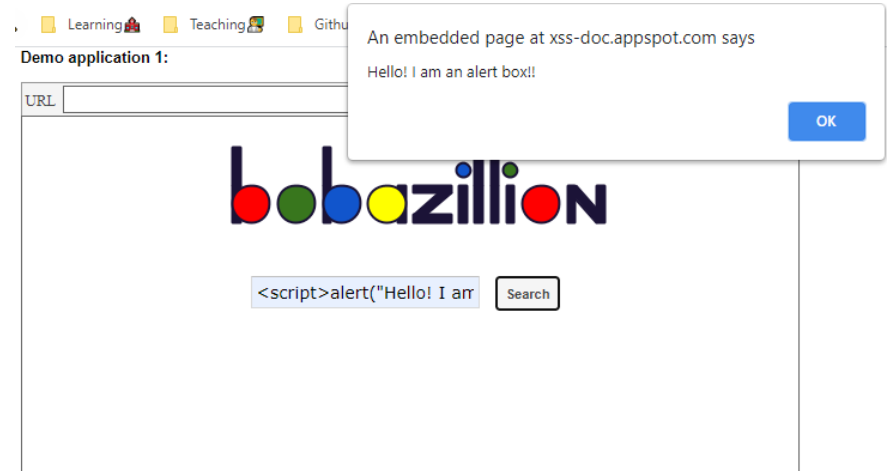 Learning Teaching Githu
An embedded page at xss-doc.appspot.com says
Hello! I am an alert box!!
OK
Demo application 1:
URL
bobazillion
<script>alert("Hello! I am
Search